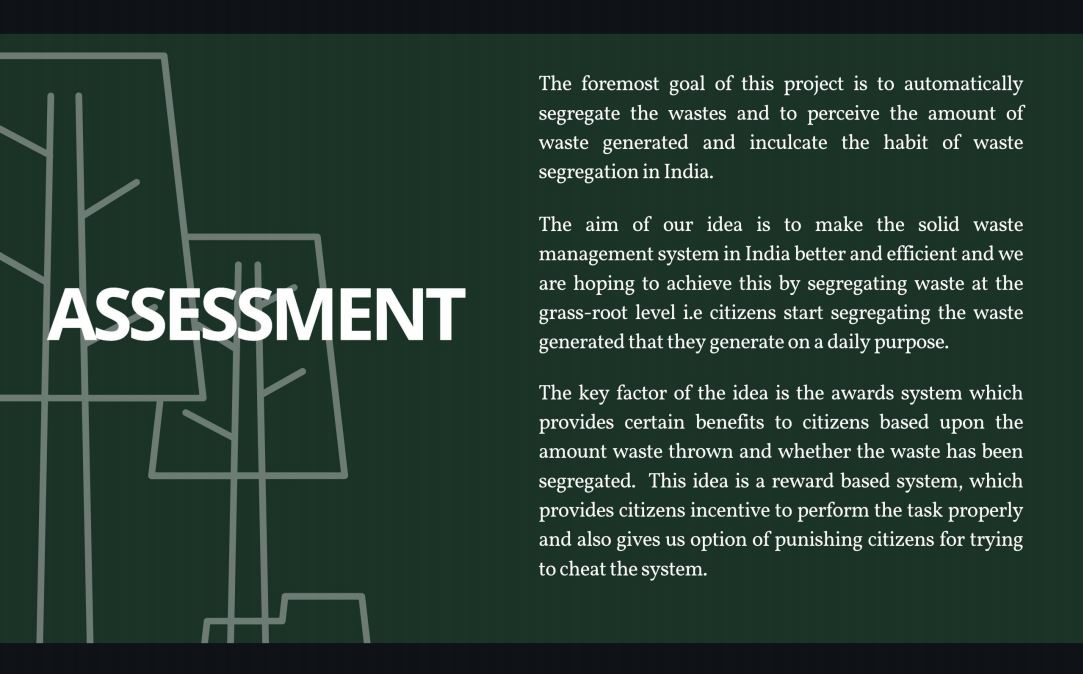 ASSESSMENT
The foremost goal of this project is to automatically
segregate the wastes and to perceive the amount of
waste generated and inculcate the habit of waste
segregation in India.
The aim of our idea is to make the solid waste
management system in India better and efficient and we
are hoping to achieve this by segregating waste at the
grass-root level i.e citizens start segregating the waste
generated that they generate on a daily purpose.
The key factor of the idea is the awards system which
provides certain benefits to citizens based upon the
amount waste thrown and whether the waste has been
segregated. This idea is a reward based system, which
provides citizens incentive to perform the task properly
and also gives us option of punishing citizens for trying
to cheat the system.